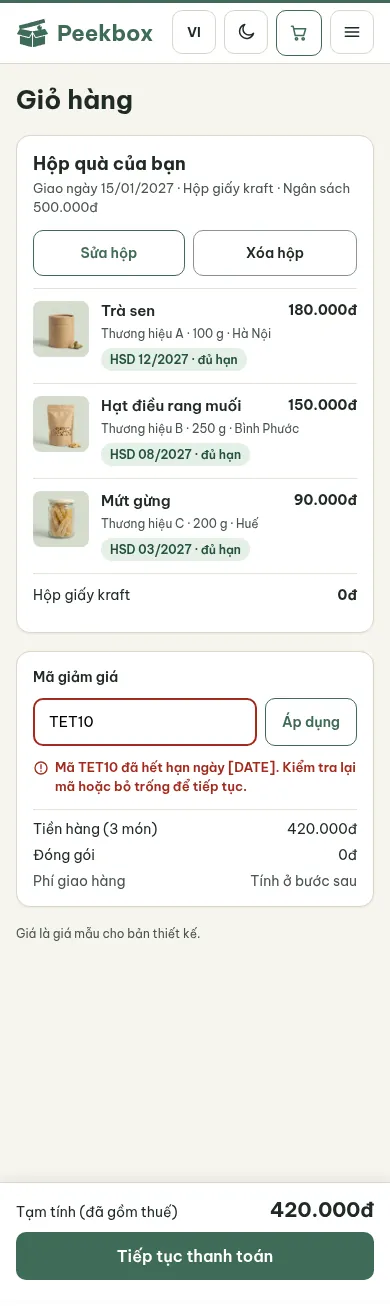 Peekbox
VI
Giỏ hàng
Hộp quà của bạn
Giao ngày 15/01/2027 · Hộp giấy kraft · Ngân sách
500.000đ
Sửa hộp
Xóa hộp
Trà sen
180.000đ
Thương hiệu A · 100 g · Hà Nội
HSD 12/2027 · đủ hạn
Hạt điều rang muối
150.000đ
Thương hiệu B · 250 g · Bình Phước
HSD 08/2027 · đủ hạn
Mứt gừng
90.000đ
Thương hiệu C · 200 g · Huế
HSD 03/2027 · đủ hạn
Hộp giấy kraft
0đ
Mã giảm giá
TET10
Áp dụng
Mã TET10 đã hết hạn ngày [DATE]. Kiểm tra lại
mã hoặc bỏ trống để tiếp tục.
Tiền hàng (3 món)
420.000đ
Đóng gói
0đ
Phí giao hàng
Tính ở bước sau
Giá là giá mẫu cho bản thiết kế.
Tạm tính (đã gồm thuế)
420.000đ
Tiếp tục thanh toán